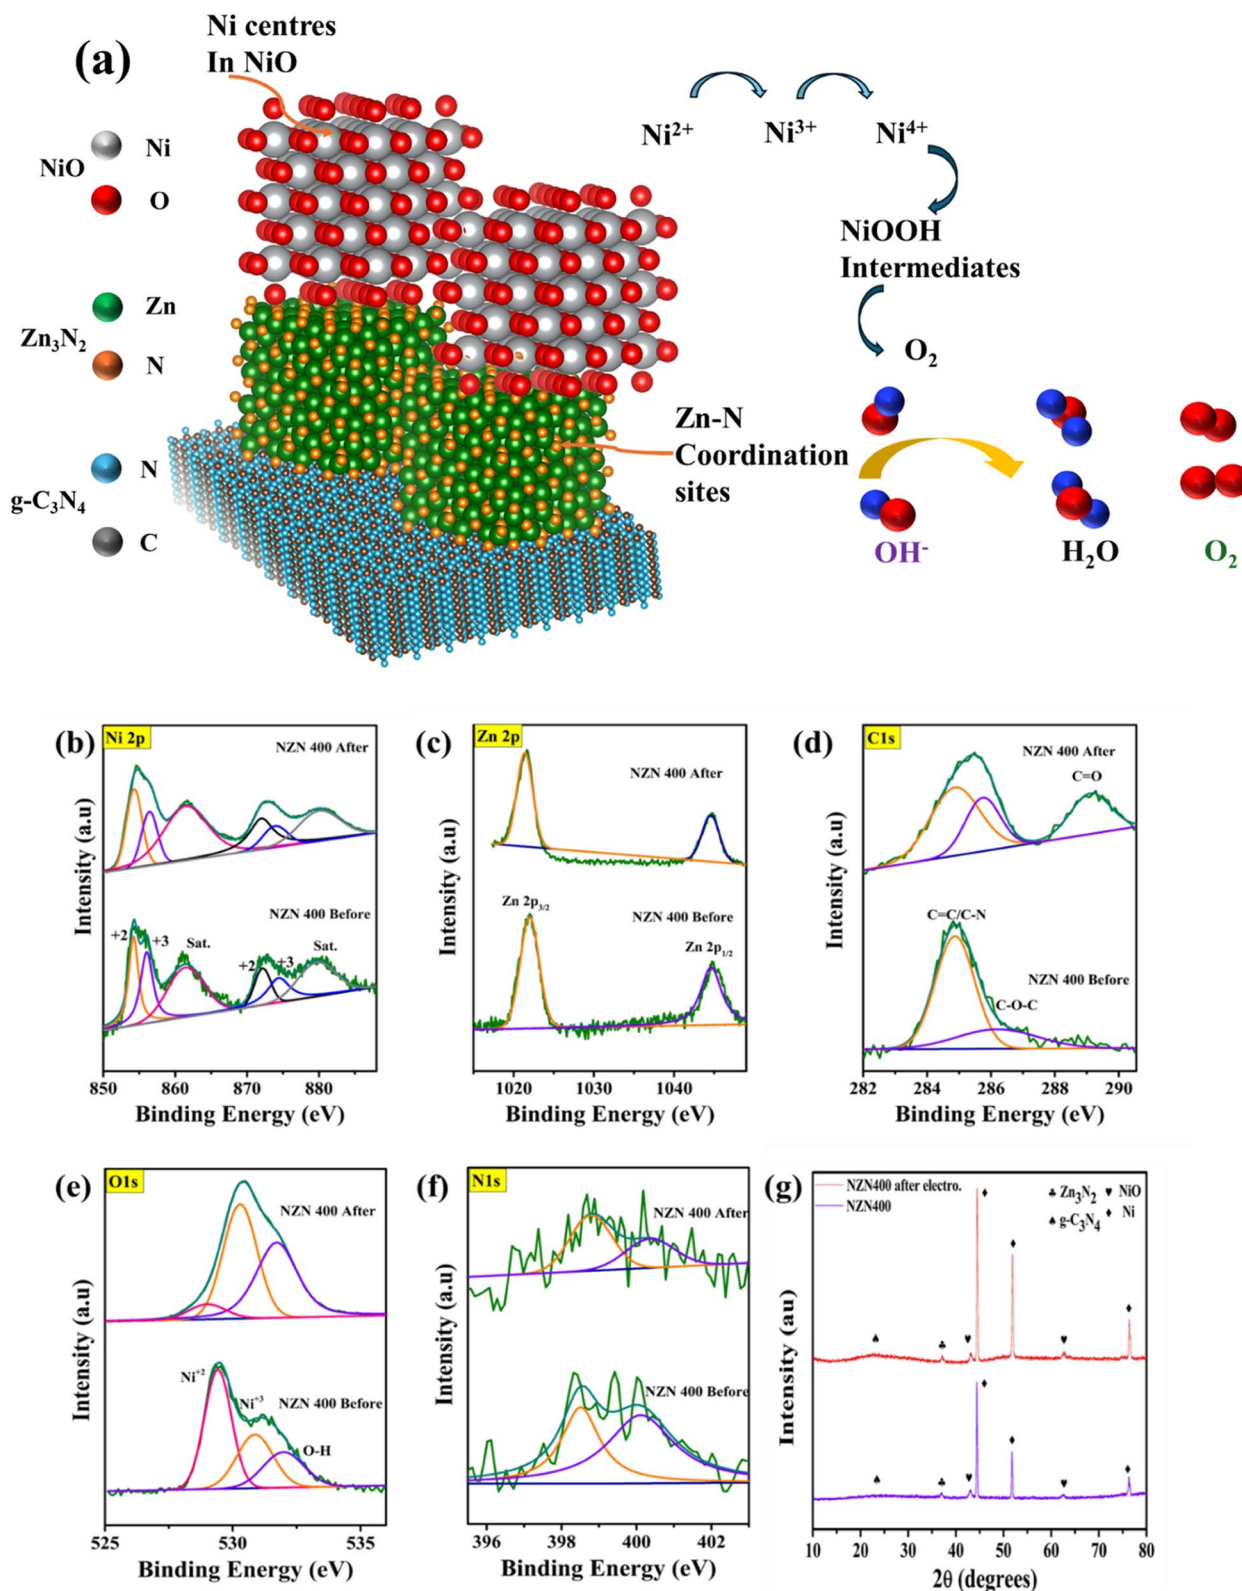 (a)
Ni centres
In NiO
NiO
Ni
O
Zn₃N₂
Zn
N
g-C₃N₄
N
C
Ni²⁺
Ni³⁺
Ni⁴⁺
NiOOH
Intermediates
O₂
Zn-N
Coordination
sites
OH⁻
H₂O
O₂
(b)
Ni 2p
NZN 400 After
NZN 400 Before
+2
+3
Sat.
+2
+3
Sat.
Intensity (a.u)
850
860
870
880
Binding Energy (eV)
(c)
Zn 2p
NZN 400 After
Zn 2p₃/₂
NZN 400 Before
Zn 2p₁/₂
Intensity (a.u)
1020
1030
1040
Binding Energy (eV)
(d)
C1s
NZN 400 After
C=O
C=C/C-N
NZN 400 Before
C-O-C
Intensity (a.u)
282
284
286
288
290
Binding Energy (eV)
(e)
O1s
NZN 400 After
Ni⁺²
Ni⁺³
NZN 400 Before
O-H
Intensity (a.u)
525
530
535
Binding Energy (eV)
(f)
N1s
NZN 400 After
NZN 400 Before
Intensity (a.u)
396
398
400
402
Binding Energy (eV)
(g)
NZN400 after electro.
NZN400
♣ Zn₃N₂
♥ NiO
♠ g-C₃N₄
♦ Ni
Intensity (au)
10
20
30
40
50
60
70
80
2θ (degrees)